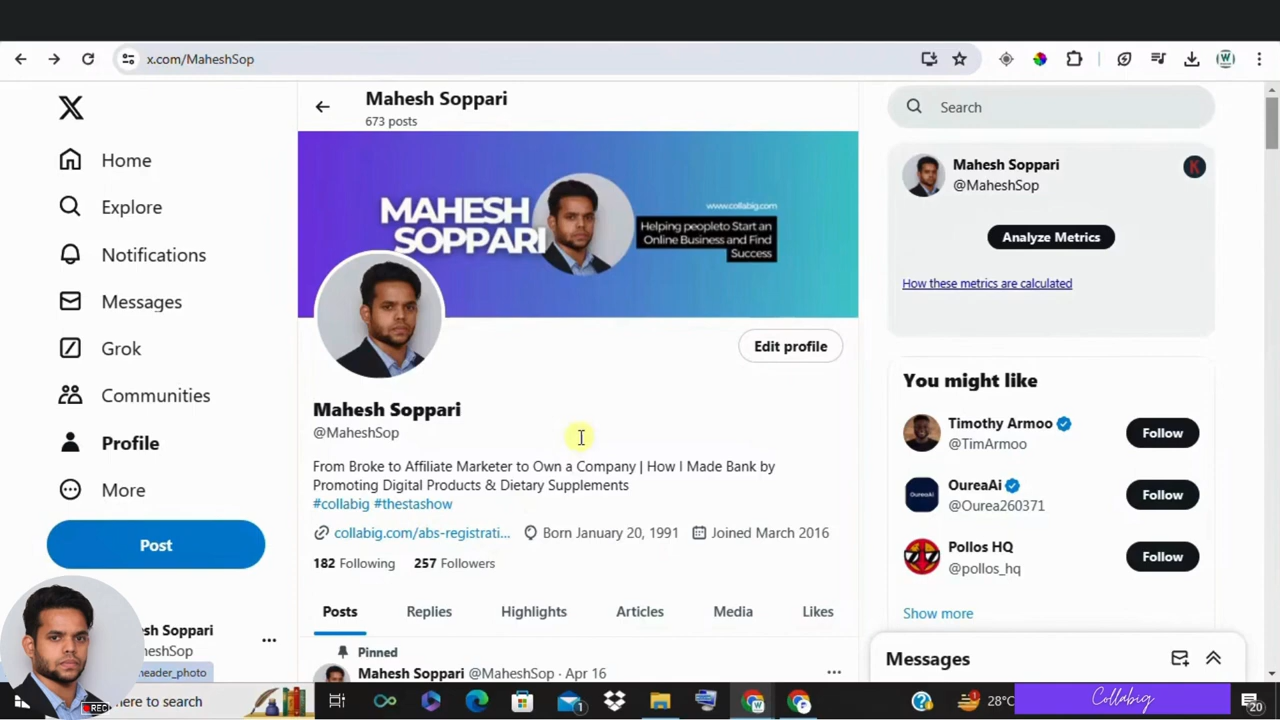 x.com/MaheshSop
Mahesh Soppari
673 posts
Search
Home
Explore
Notifications
Messages
Grok
Communities
Profile
More
Post
MAHESH
SOPPARI
www.collabig.com
Helping peopleto Start an
Online Business and Find
Success
Edit profile
Mahesh Soppari
@MaheshSop
From Broke to Affiliate Marketer to Own a Company | How I Made Bank by
Promoting Digital Products & Dietary Supplements
#collabig #thestashow
collabig.com/abs-registrati...
Born January 20, 1991
Joined March 2016
182 Following
257 Followers
Posts
Replies
Highlights
Articles
Media
Likes
Pinned
Mahesh Soppari @MaheshSop · Apr 16
Mahesh Soppari
@MaheshSop
K
Analyze Metrics
How these metrics are calculated
You might like
Timothy Armoo
@TimArmoo
Follow
OureaAi
@Ourea260371
Follow
Pollos HQ
@pollos_hq
Follow
Show more
Messages
esh Soppari
heshSop
header_photo
REC
here to search
1
28°C
Collabig
20